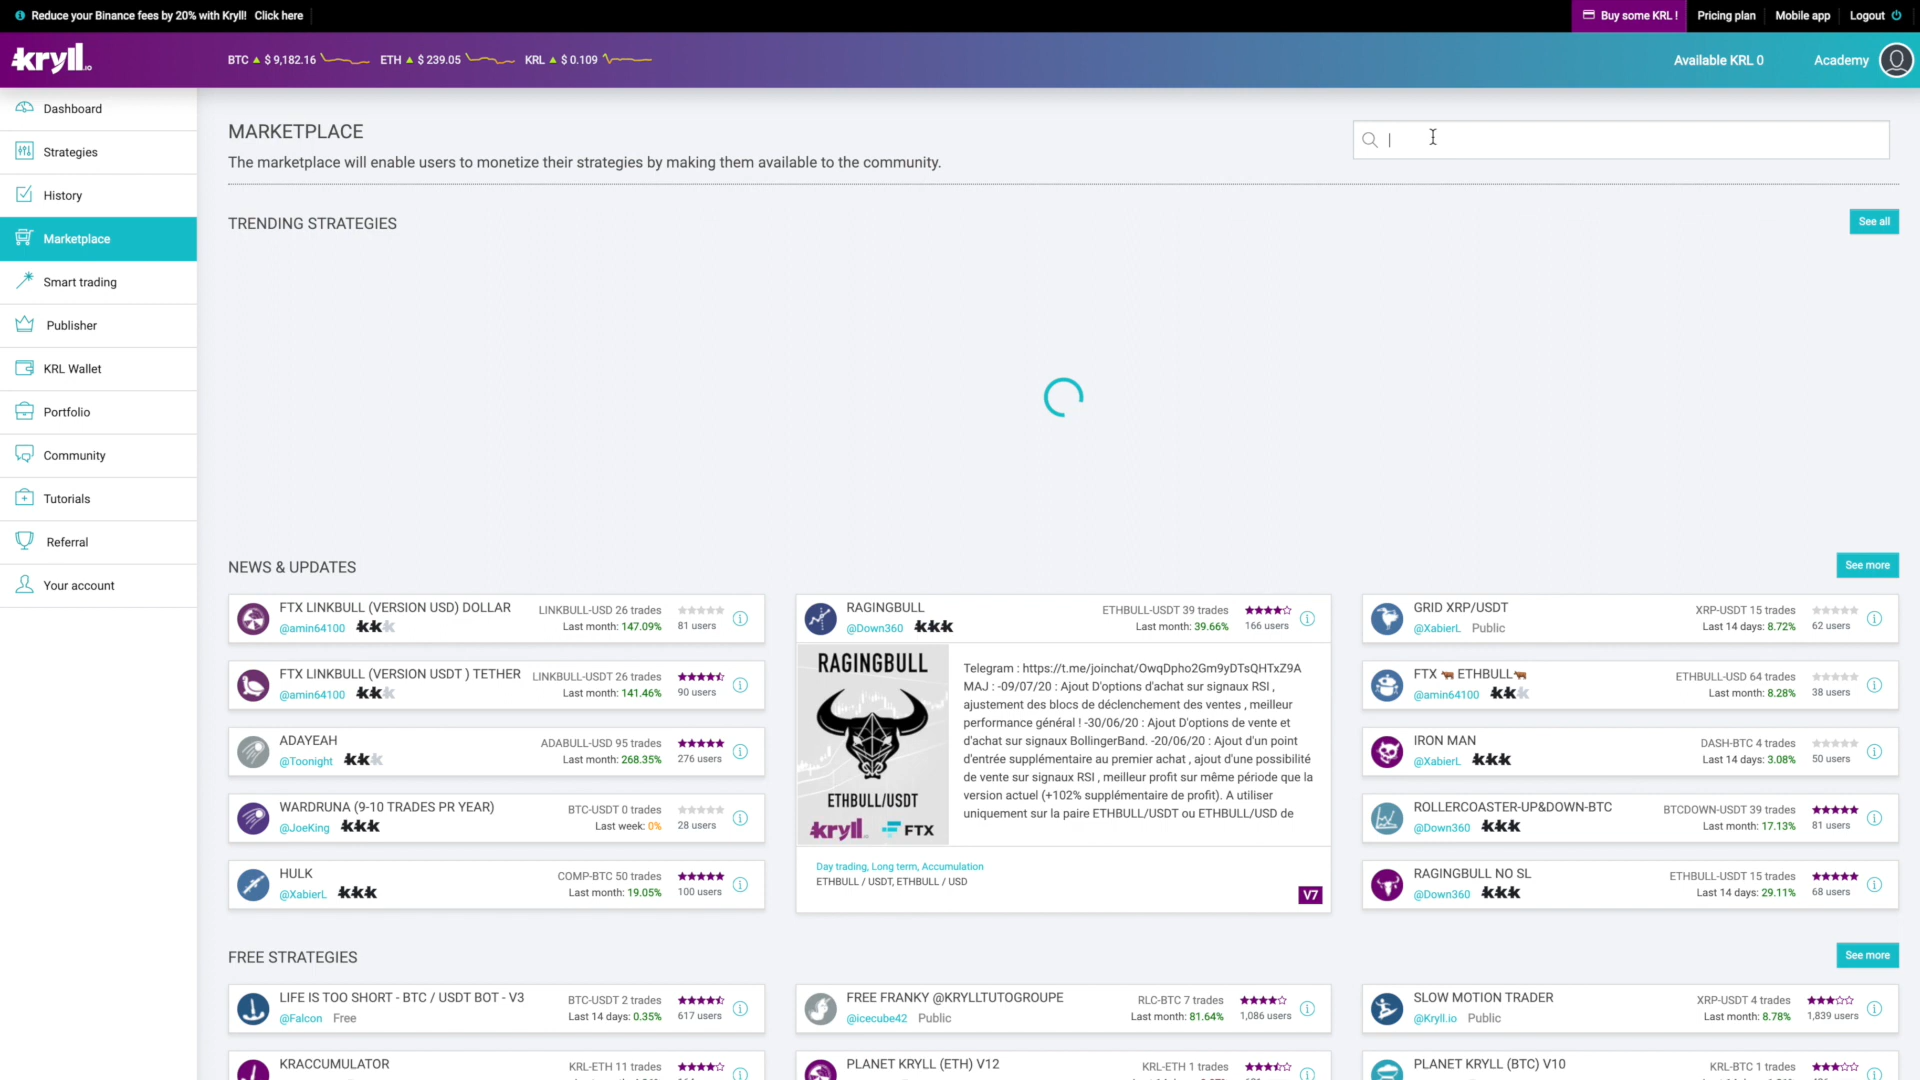 Reduce your Binance fees by 20% with Kryll! Click here
Buy some KRL !
Pricing plan
Mobile app
Logout
kryll.io
BTC ▲ $ 9,182.16
ETH ▲ $ 239.05
KRL ▲ $ 0.109
Available KRL 0
Academy
Dashboard
Strategies
History
Marketplace
Smart trading
Publisher
KRL Wallet
Portfolio
Community
Tutorials
Referral
Your account
MARKETPLACE
The marketplace will enable users to monetize their strategies by making them available to the community.
TRENDING STRATEGIES
See all
NEWS & UPDATES
See more
FTX LINKBULL (VERSION USD) DOLLAR
LINKBULL-USD 26 trades
@amin64100
Last month: 147.09%
81 users
FTX LINKBULL (VERSION USDT ) TETHER
LINKBULL-USDT 26 trades
@amin64100
Last month: 141.46%
90 users
ADAYEAH
ADABULL-USD 95 trades
@Toonight
Last month: 268.35%
276 users
WARDRUNA (9-10 TRADES PR YEAR)
BTC-USDT 0 trades
@JoeKing
Last week: 0%
28 users
HULK
COMP-BTC 50 trades
@XabierL
Last month: 19.05%
100 users
RAGINGBULL
ETHBULL-USDT 39 trades
@Down360
Last month: 39.66%
166 users
RAGINGBULL
ETHBULL/USDT
kryll.io
FTX
Telegram : https://t.me/joinchat/OwqDpho2Gm9yDTsQHTxZ9A
MAJ : -09/07/20 : Ajout D'options d'achat sur signaux RSI ,
ajustement des blocs de déclenchement des ventes , meilleur
performance général ! -30/06/20 : Ajout D'options de vente et
d'achat sur signaux BollingerBand. -20/06/20 : Ajout d'un point
d'entrée supplémentaire au premier achat , ajout d'une possibilité
de vente sur signaux RSI , meilleur profit sur même période que la
version actuel (+102% supplémentaire de profit). A utiliser
uniquement sur la paire ETHBULL/USDT ou ETHBULL/USD de
Day trading, Long term, Accumulation
ETHBULL / USDT, ETHBULL / USD
V7
GRID XRP/USDT
XRP-USDT 15 trades
@XabierL Public
Last 14 days: 8.72%
62 users
FTX 🐂 ETHBULL🐂
ETHBULL-USD 64 trades
@amin64100
Last month: 8.28%
38 users
IRON MAN
DASH-BTC 4 trades
@XabierL
Last 14 days: 3.08%
50 users
ROLLERCOASTER-UP&DOWN-BTC
BTCDOWN-USDT 39 trades
@Down360
Last month: 17.13%
81 users
RAGINGBULL NO SL
ETHBULL-USDT 15 trades
@Down360
Last 14 days: 29.11%
68 users
FREE STRATEGIES
See more
LIFE IS TOO SHORT - BTC / USDT BOT - V3
BTC-USDT 2 trades
@Falcon Free
Last 14 days: 0.35%
617 users
FREE FRANKY @KRYLLTUTOGROUPE
RLC-BTC 7 trades
@icecube42 Public
Last month: 81.64%
1,086 users
SLOW MOTION TRADER
XRP-USDT 4 trades
@Kryll.io Public
Last month: 8.78%
1,839 users
KRACCUMULATOR
KRL-ETH 11 trades
PLANET KRYLL (ETH) V12
KRL-ETH 1 trades
PLANET KRYLL (BTC) V10
KRL-BTC 1 trades